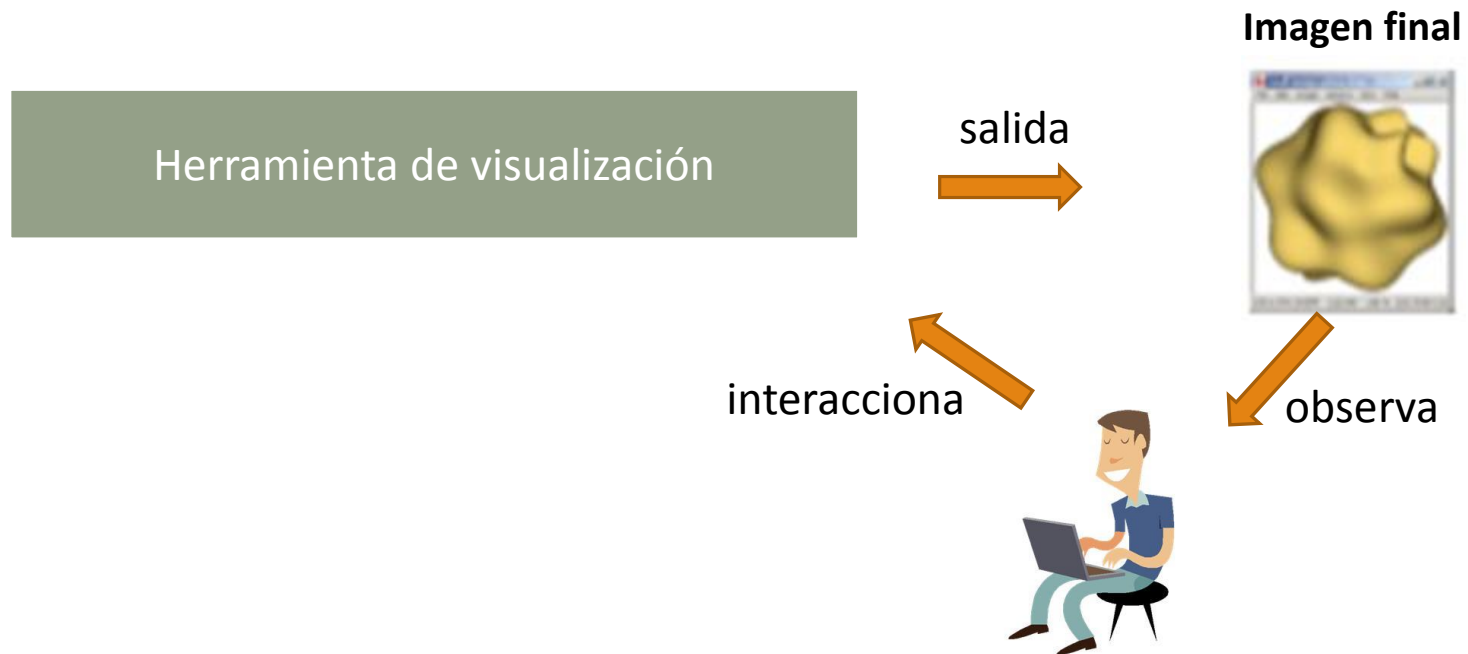 Imagen final
Herramienta de visualización
salida
interacciona
observa